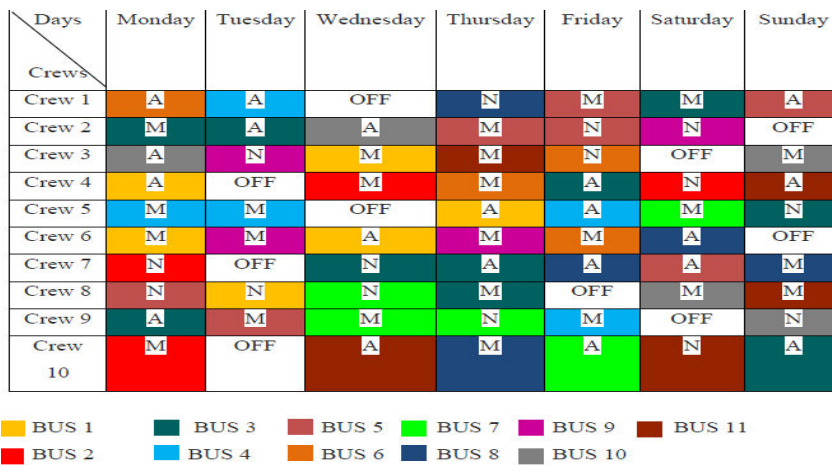 Days Monday Tuesday Wednesday Thursday Friday Saturday Sunday
Crews
Crew 1 A A OFF N M M A
Crew 2 M A A M N N OFF
Crew 3 A N M M N OFF M
Crew 4 A OFF M M A N A
Crew 5 M M OFF A A M N
Crew 6 M M A M M A OFF
Crew 7 N OFF N A A A M
Crew 8 N N N M OFF M M
Crew 9 A M M N M OFF N
Crew M OFF A M A N A
10
BUS 1 BUS 3 BUS 5 BUS 7 BUS 9 BUS 11
BUS 2 BUS 4 BUS 6 BUS 8 BUS 10